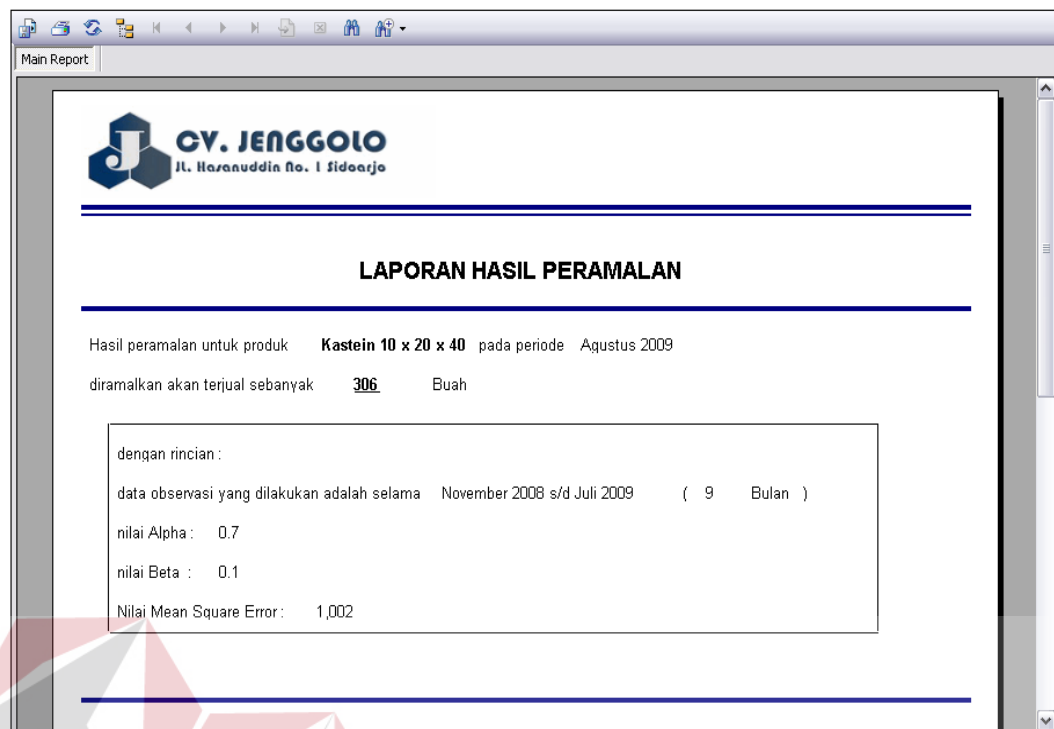 Main Report
J CV. JENGGOLO
Jl. Hasanuddin No. 1 Sidoarjo
LAPORAN HASIL PERAMALAN
Hasil peramalan untuk produk Kastein 10 x 20 x 40 pada periode Agustus 2009
diramalkan akan terjual sebanyak 306 Buah
dengan rincian :
data observasi yang dilakukan adalah selama November 2008 s/d Juli 2009 ( 9 Bulan )
nilai Alpha : 0.7
nilai Beta : 0.1
Nilai Mean Square Error : 1,002